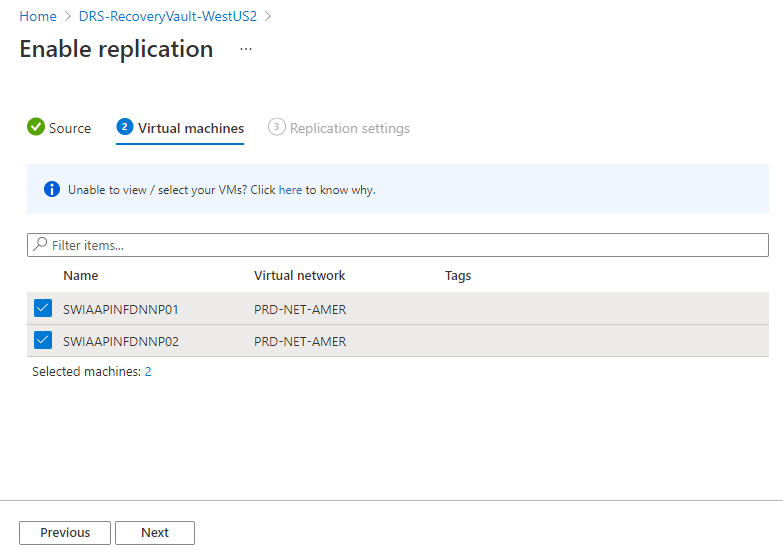 Home > DRS-RecoveryVault-WestUS2 >
Enable replication ...
Source 2 Virtual machines 3 Replication settings
Unable to view / select your VMs? Click here to know why.
Filter items...
Name Virtual network Tags
SWIAAPINFDNNP01 PRD-NET-AMER
SWIAAPINFDNNP02 PRD-NET-AMER
Selected machines: 2
Previous Next